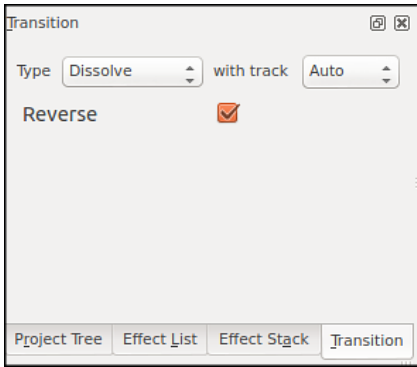 Transition
Type Dissolve with track Auto
Reverse
Project Tree Effect List Effect Stack Transition